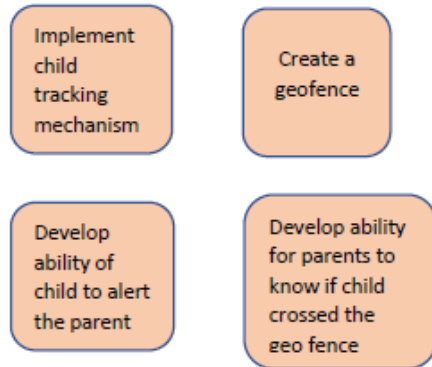 Implement
child
tracking
mechanism
Create a
geofence
Develop
ability of
child to alert
the parent
Develop ability
for parents to
know if child
crossed the
geo fence